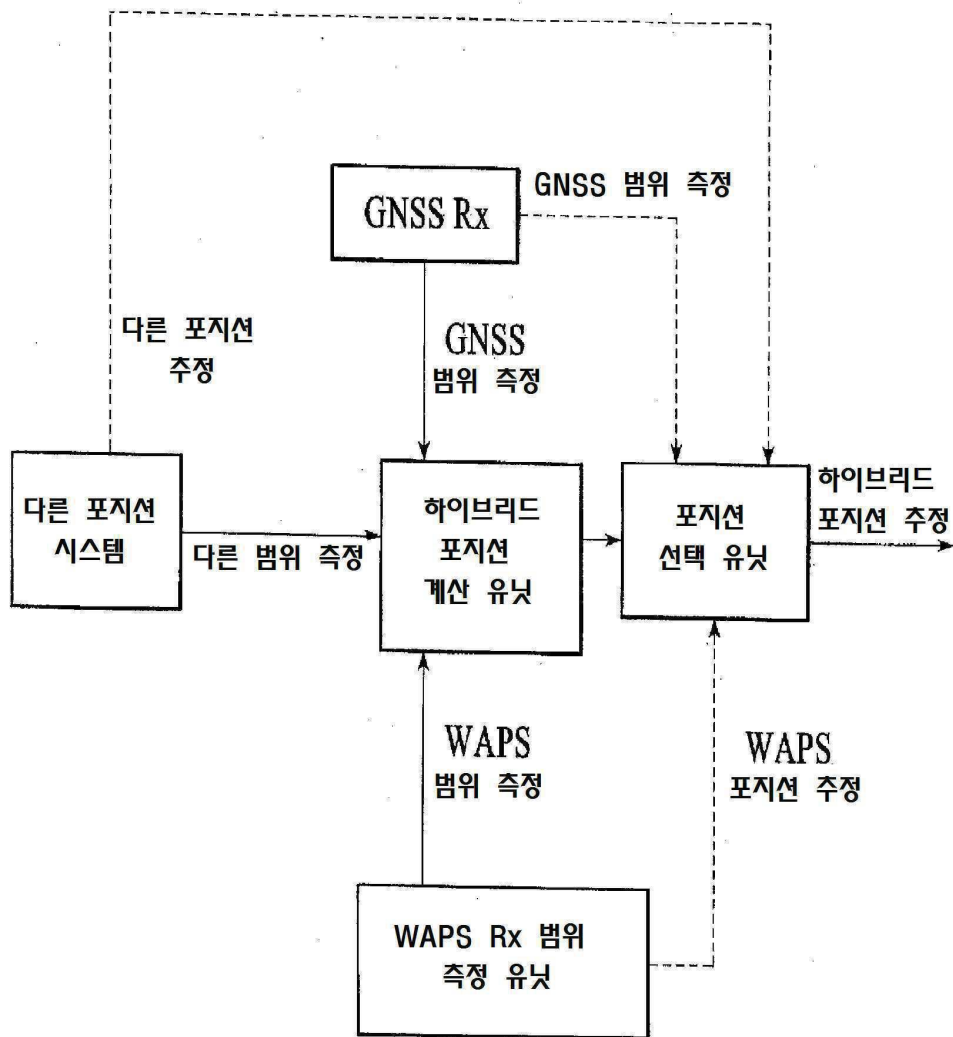 GNSS 범위 측정
GNSS Rx
다른 포지션
추정
GNSS
범위 측정
다른 포지션
시스템
다른 범위 측정
하이브리드
포지션
계산 유닛
포지션
선택 유닛
하이브리드
포지션 추정
WAPS
범위 측정
WAPS
포지션 추정
WAPS Rx 범위
측정 유닛